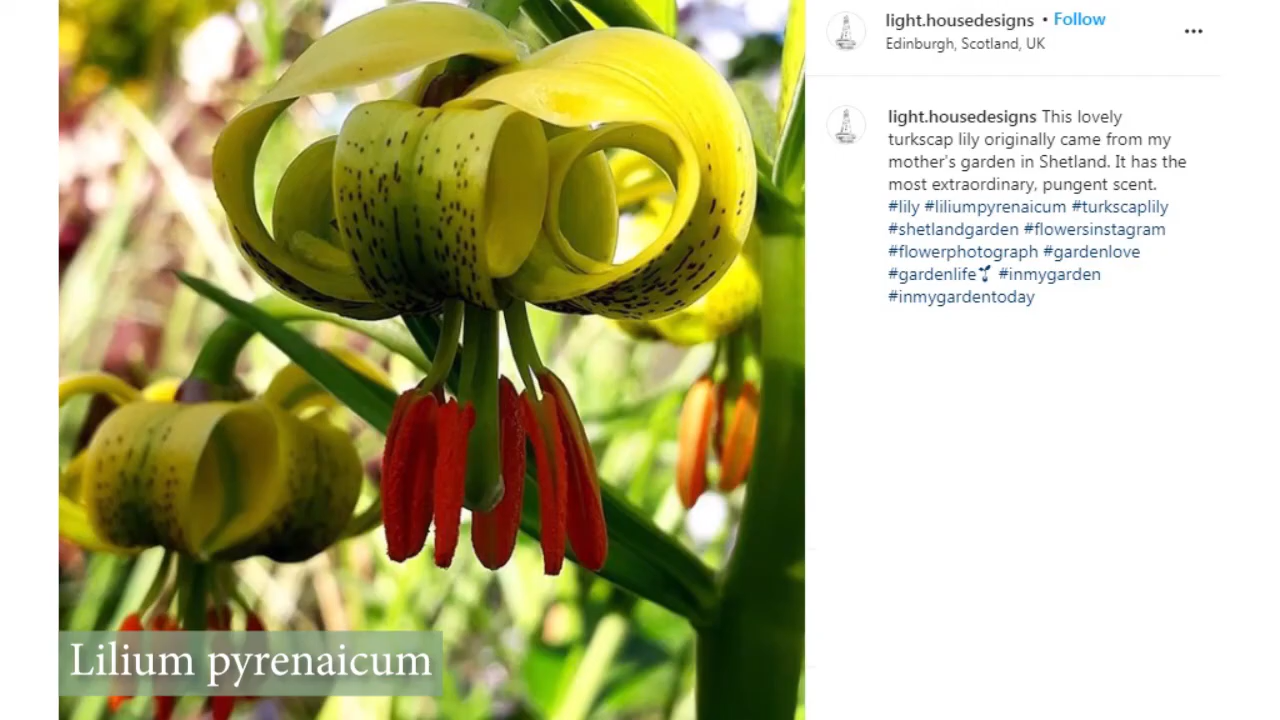 light.housedesigns • Follow
Edinburgh, Scotland, UK
light.housedesigns This lovely
turkscap lily originally came from my
mother's garden in Shetland. It has the
most extraordinary, pungent scent.
#lily #liliumpyrenaicum #turkscaplily
#shetlandgarden #flowersinstagram
#flowerphotograph #gardenlove
#gardenlife🌱 #inmygarden
#inmygardentoday
Lilium pyrenaicum